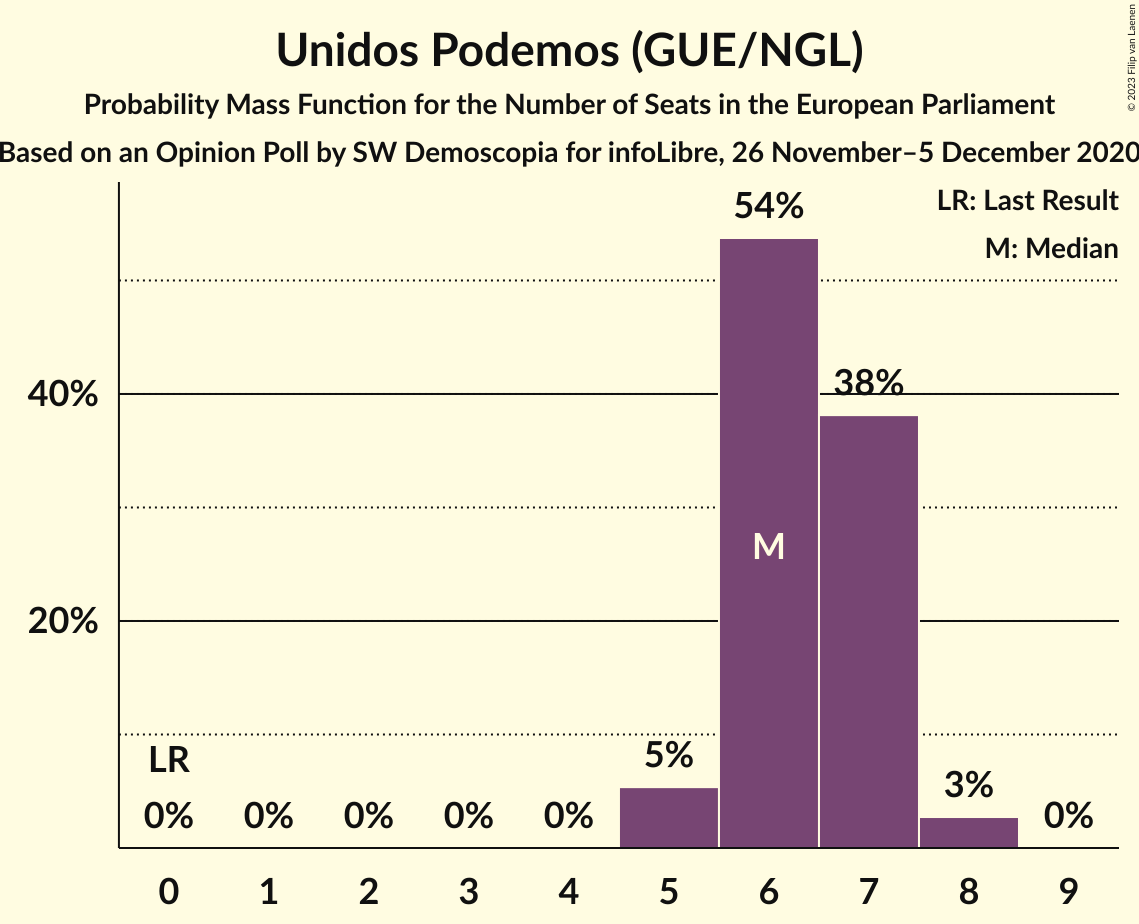 Unidos Podemos (GUE/NGL)
Probability Mass Function for the Number of Seats in the European Parliament
Based on an Opinion Poll by SW Demoscopia for infoLibre, 26 November–5 December 2020
© 2023 Filip van Laenen
LR: Last Result
M: Median
54%
40%
38%
M
20%
LR
5%
3%
0% 0% 0% 0% 0% 0%
0 1 2 3 4 5 6 7 8 9